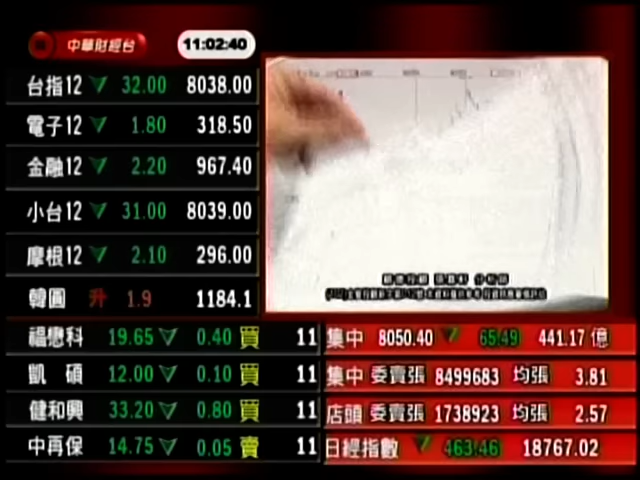 中華財經台
11:02:40
台指12 32.00 8038.00
電子12 1.80 318.50
金融12 2.20 967.40
小台12 31.00 8039.00
摩根12 2.10 296.00
韓圓 升 1.9 1184.1
福懋科 19.65 0.40 買 11
凱碩 12.00 0.10 買 11
健和興 33.20 0.80 買 11
中再保 14.75 0.05 賣 11
集中 8050.40 65.49 441.17 億
集中 委賣張 8499683 均張 3.81
店頭 委賣張 1738923 均張 2.57
日經指數 463.46 18767.02